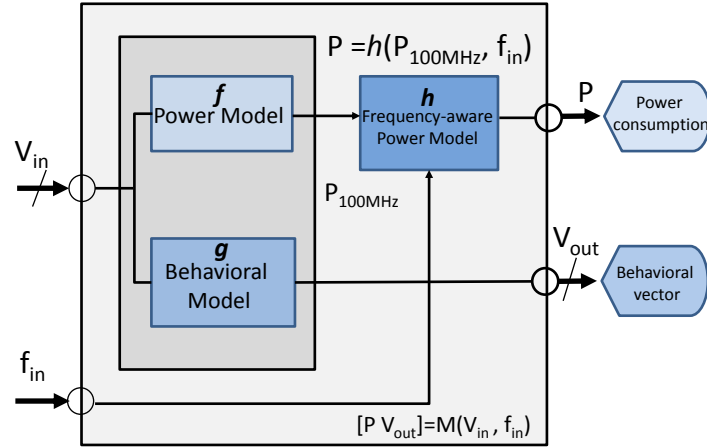 P =h(P100MHz, fin)
f
Power Model
h
Frequency-aware
Power Model
P
Power
consumption
Vin
P100MHz
g
Behavioral
Model
Vout
Behavioral
vector
fin
[P Vout]=M(Vin , fin)